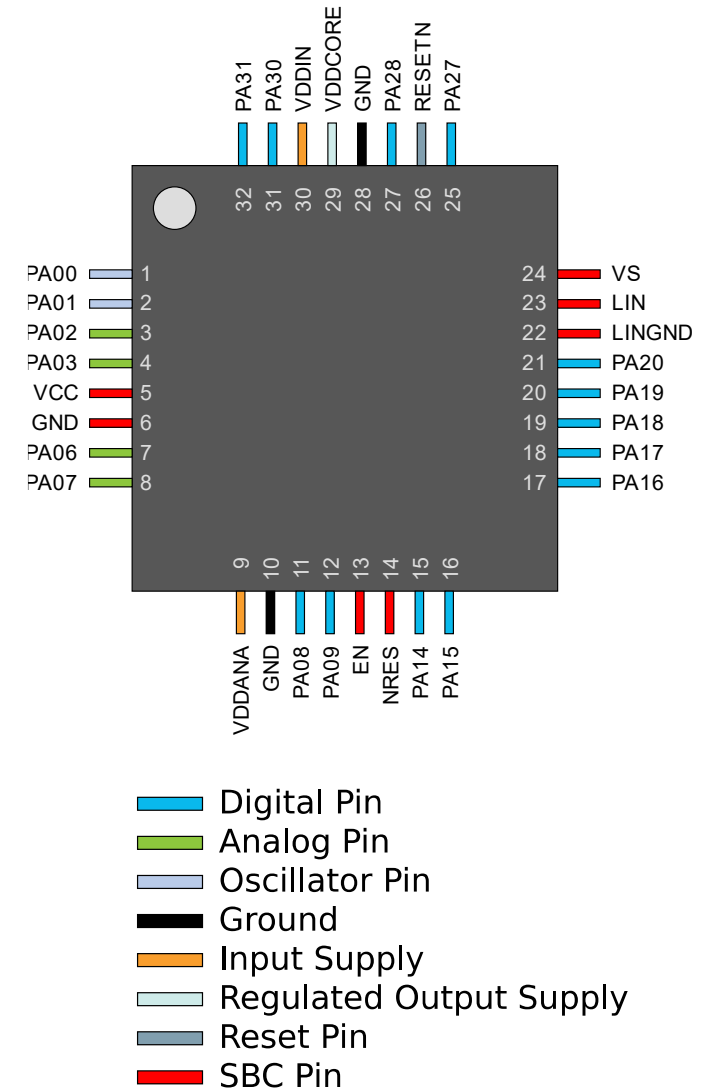 PA31
PA30
VDDIN
VDDCORE
GND
PA28
RESETN
PA27
32
31
30
29
28
27
26
25
PA00 1
PA01 2
PA02 3
PA03 4
VCC 5
GND 6
PA06 7
PA07 8
24 VS
23 LIN
22 LINGND
21 PA20
20 PA19
19 PA18
18 PA17
17 PA16
9
10
11
12
13
14
15
16
VDDANA
GND
PA08
PA09
EN
NRES
PA14
PA15
Digital Pin
Analog Pin
Oscillator Pin
Ground
Input Supply
Regulated Output Supply
Reset Pin
SBC Pin